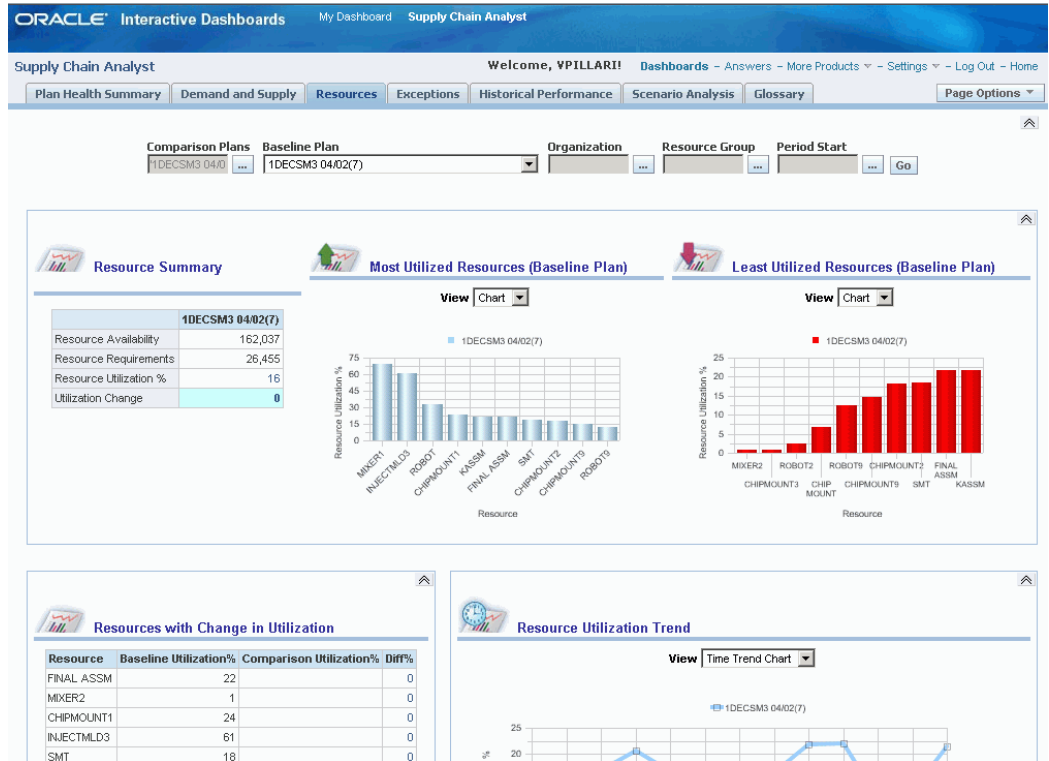 ORACLE Interactive Dashboards My Dashboard Supply Chain Analyst
Supply Chain Analyst Welcome, VPILLARI! Dashboards - Answers - More Products - Settings - Log Out - Home
Plan Health Summary Demand and Supply Resources Exceptions Historical Performance Scenario Analysis Glossary Page Options
Comparison Plans Baseline Plan Organization Resource Group Period Start
1DECSM3 04/0 ... 1DECSM3 04/02(7) ... ... ... Go
Resource Summary
1DECSM3 04/02(7)
Resource Availability 162,037
Resource Requirements 26,455
Resource Utilization % 16
Utilization Change 0
Most Utilized Resources (Baseline Plan)
View Chart
1DECSM3 04/02(7)
Resource Utilization %
75
60
45
30
15
0
MIXER1 INJECTMLD3 ROBOT CHIPMOUNT1 KASSM FINAL ASSM SMT CHIPMOUNT2 CHIPMOUNT9 ROBOT9
Resource
Least Utilized Resources (Baseline Plan)
View Chart
1DECSM3 04/02(7)
Resource Utilization %
25
20
15
10
5
0
MIXER2 ROBOT2 ROBOT9 CHIPMOUNT2 FINAL ASSM
CHIPMOUNT3 CHIP MOUNT CHIPMOUNT9 SMT KASSM
Resource
Resources with Change in Utilization
Resource Baseline Utilization% Comparison Utilization% Diff%
FINAL ASSM 22 0
MIXER2 1 0
CHIPMOUNT1 24 0
INJECTMLD3 61 0
SMT 18 0
Resource Utilization Trend
View Time Trend Chart
1DECSM3 04/02(7)
25
20
%